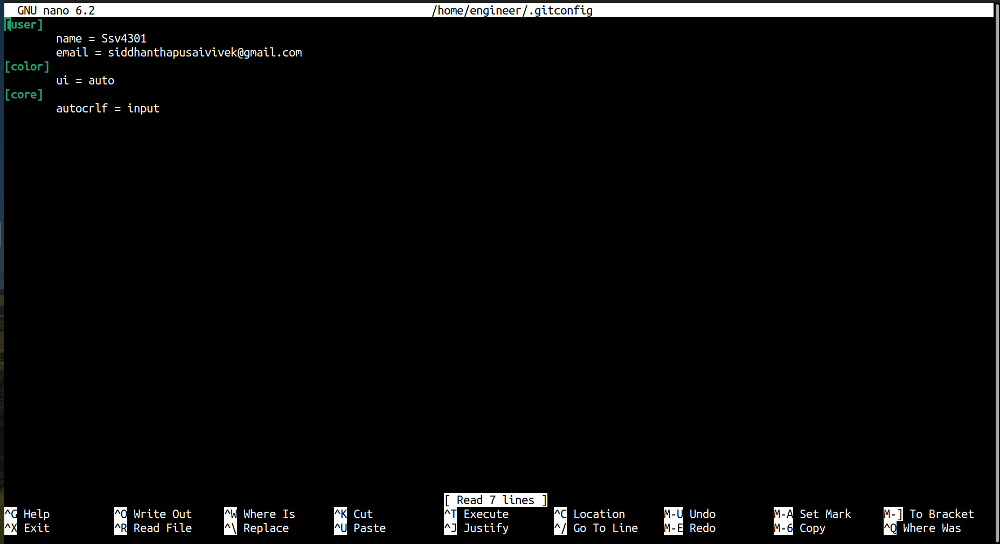 GNU nano 6.2 /home/engineer/.gitconfig
[user]
name = Ssv4301
email = siddhanthapusaivivek@gmail.com
[color]
ui = auto
[core]
autocrlf = input
[ Read 7 lines ]
^G Help ^O Write Out ^W Where Is ^K Cut ^T Execute ^C Location M-U Undo M-A Set Mark M-] To Bracket
^X Exit ^R Read File ^\ Replace ^U Paste ^J Justify ^/ Go To Line M-E Redo M-6 Copy ^Q Where Was